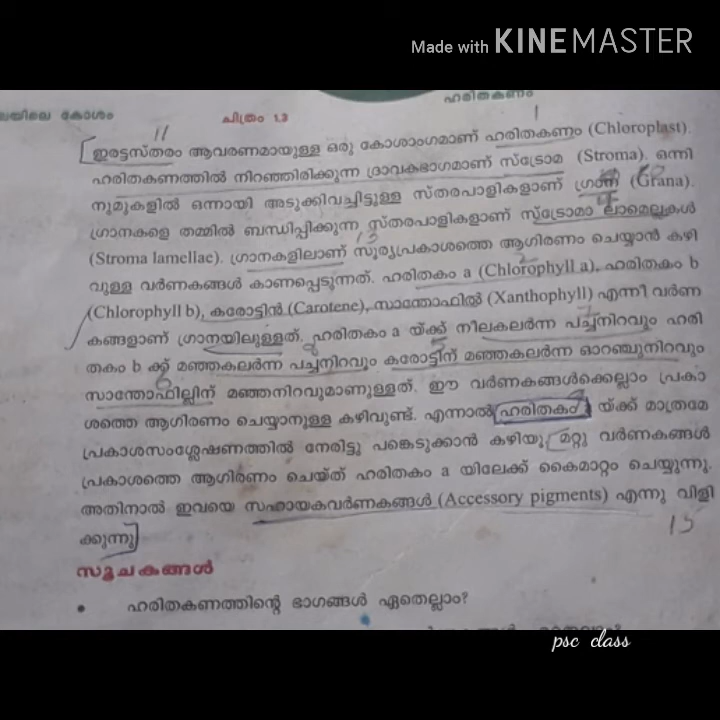 Made with KINEMASTER
ഹരിതകണം
ലയിലെ കോശം ചിത്രം 1.3
11 1
ഇരട്ടസ്തരം ആവരണമായുള്ള ഒരു കോശാംഗമാണ് ഹരിതകണം (Chloroplast).
ഹരിതകണത്തിൽ നിറഞ്ഞിരിക്കുന്ന ദ്രാവകഭാഗമാണ് സ്ട്രോമ (Stroma). ഒന്നി
നുമുകളിൽ ഒന്നായി അടുക്കിവച്ചിട്ടുള്ള സ്തരപാളികളാണ് ഗ്രാന (Grana).
ഗ്രാനകളെ തമ്മിൽ ബന്ധിപ്പിക്കുന്ന സ്തരപാളികളാണ് സ്ട്രോമാ ലാമെല്ലകൾ
(Stroma lamellae). ഗ്രാനകളിലാണ് സൂര്യപ്രകാശത്തെ ആഗിരണം ചെയ്യാൻ കഴി
വുള്ള വർണകങ്ങൾ കാണപ്പെടുന്നത്. ഹരിതകം a (Chlorophyll a), ഹരിതകം b
(Chlorophyll b), കരോട്ടിൻ (Carotene), സാന്തോഫിൽ (Xanthophyll) എന്നീ വർണ
കങ്ങളാണ് ഗ്രാനയിലുള്ളത്. ഹരിതകം a യ്ക്ക് നീലകലർന്ന പച്ചനിറവും ഹരി
തകം b ക്ക് മഞ്ഞകലർന്ന പച്ചനിറവും കരോട്ടിന് മഞ്ഞകലർന്ന ഓറഞ്ചുനിറവും
സാന്തോഫില്ലിന് മഞ്ഞനിറവുമാണുള്ളത്. ഈ വർണകങ്ങൾക്കെല്ലാം പ്രകാ
ശത്തെ ആഗിരണം ചെയ്യാനുള്ള കഴിവുണ്ട്. എന്നാൽ ഹരിതകം a യ്ക്ക് മാത്രമേ
പ്രകാശസംശ്ലേഷണത്തിൽ നേരിട്ടു പങ്കെടുക്കാൻ കഴിയൂ. മറ്റു വർണകങ്ങൾ
പ്രകാശത്തെ ആഗിരണം ചെയ്ത് ഹരിതകം a യിലേക്ക് കൈമാറ്റം ചെയ്യുന്നു.
അതിനാൽ ഇവയെ സഹായകവർണകങ്ങൾ (Accessory pigments) എന്നു വിളി
ക്കുന്നു 15
സൂചകങ്ങൾ
• ഹരിതകണത്തിന്റെ ഭാഗങ്ങൾ ഏതെല്ലാം?
psc class